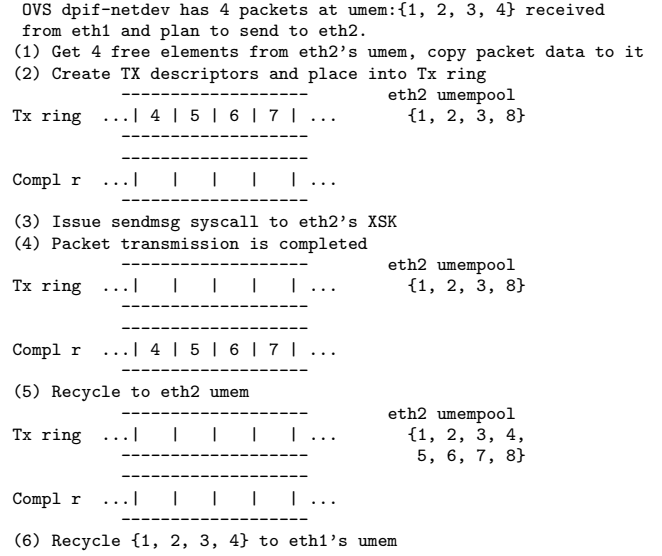 OVS dpif-netdev has 4 packets at umem:{1, 2, 3, 4} received
from eth1 and plan to send to eth2.
(1) Get 4 free elements from eth2's umem, copy packet data to it
(2) Create TX descriptors and place into Tx ring
------------------- eth2 umempool
Tx ring ...| 4 | 5 | 6 | 7 | ... {1, 2, 3, 8}
-------------------
-------------------
Compl r ...| | | | | ...
-------------------
(3) Issue sendmsg syscall to eth2's XSK
(4) Packet transmission is completed
------------------- eth2 umempool
Tx ring ...| | | | | ... {1, 2, 3, 8}
-------------------
-------------------
Compl r ...| 4 | 5 | 6 | 7 | ...
-------------------
(5) Recycle to eth2 umem
------------------- eth2 umempool
Tx ring ...| | | | | ... {1, 2, 3, 4,
------------------- 5, 6, 7, 8}
-------------------
Compl r ...| | | | | ...
-------------------
(6) Recycle {1, 2, 3, 4} to eth1's umem